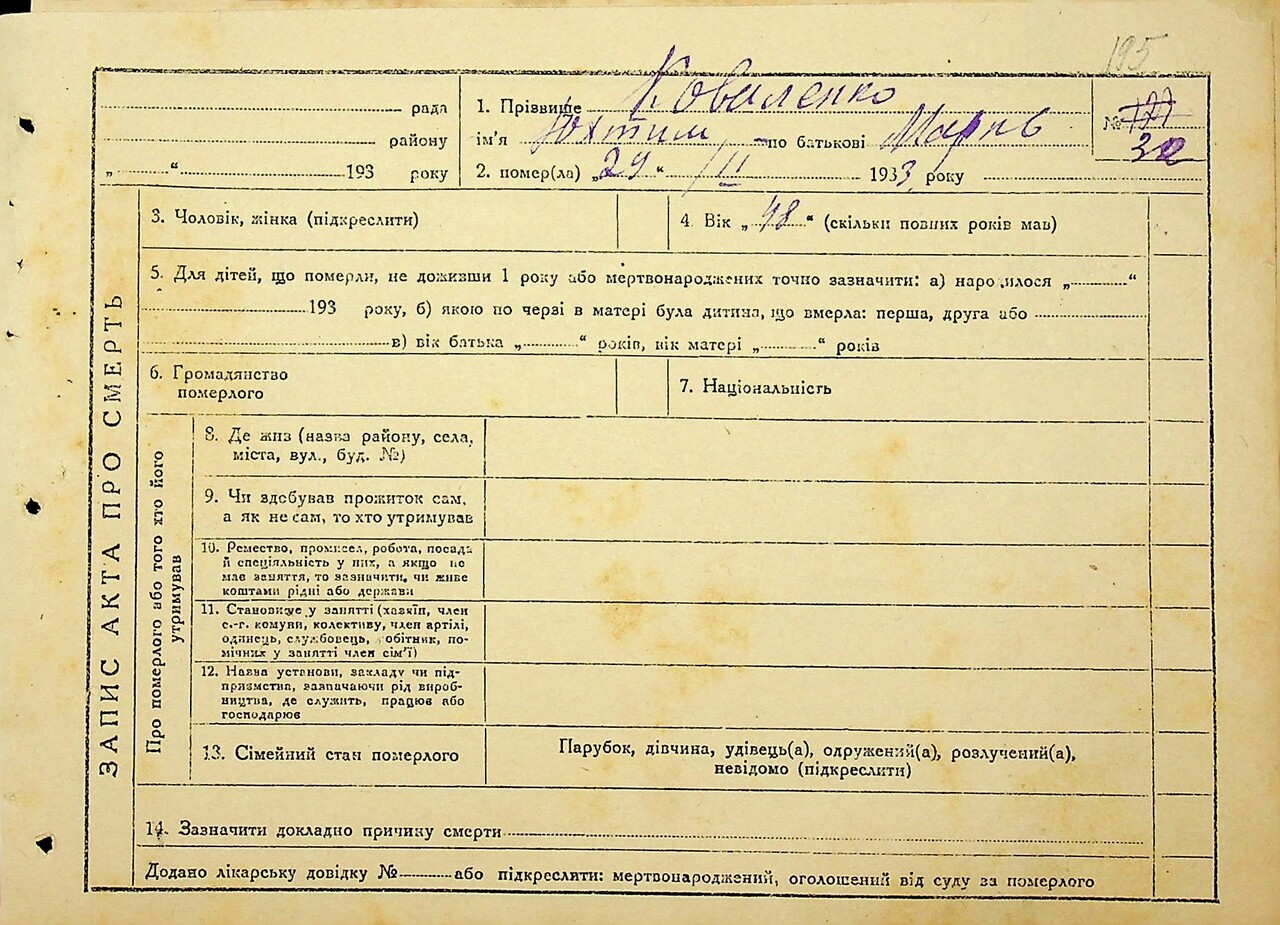 195
рада
району
„ “ 193 року
1. Прізвище Коваленко
ім'я Юхтим по батькові Марнь
2. помер(ла) „29“ /II 1933 року
№ 32
ЗАПИС АКТА ПРО СМЕРТЬ
3. Чоловік, жінка (підкреслити)
4. Вік „48“ (скільки повних років мав)
5. Для дітей, що померли, не доживши 1 року або мертвонароджених точно зазначити: а) народилося „ “
193 року, б) якою по черзі в матері була дитина, що вмерла: перша, друга або
в) вік батька „ “ років, вік матері „ “ років
6. Громадянство
померлого
7. Національність
Про померлого або того хто його
утримував
8. Де жив (назва району, села,
міста, вул., буд. №)
9. Чи здобував прожиток сам,
а як не сам, то хто утримував
10. Ремество, промисел, робота, посада
й спеціяльність у них, а якщо не
має заняття, то зазначити, чи живе
коштами рідні або держави
11. Становище у занятті (хазяїн, член
с.-г. комуни, колективу, член артілі,
одинець, службовець, робітник, по-
мічних у занятті член сім'ї)
12. Назва установи, закладу чи під-
призмства, зазначаючи рід вироб-
ництва, де служить, працює або
господарює
13. Сімейний стан померлого
Парубок, дівчина, удівець(а), одружений(а), розлучений(а),
невідомо (підкреслити)
14. Зазначити докладно причину смерти
Додано лікарську довідку № або підкреслити: мертвонароджений, оголошений від суду за померлого